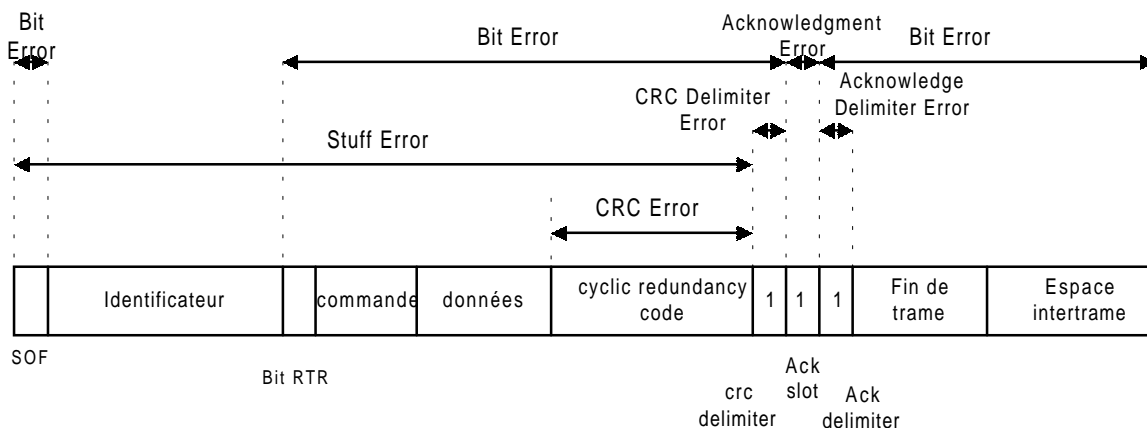 Bit
Error
Bit Error
Acknowledgment
Error
Bit Error
CRC Delimiter
Error
Acknowledge
Delimiter Error
Stuff Error
CRC Error
Identificateur
commande
données
cyclic redundancy
code
1
1
1
Fin de
trame
Espace
intertrame
SOF
Bit RTR
crc
delimiter
Ack
slot
Ack
delimiter